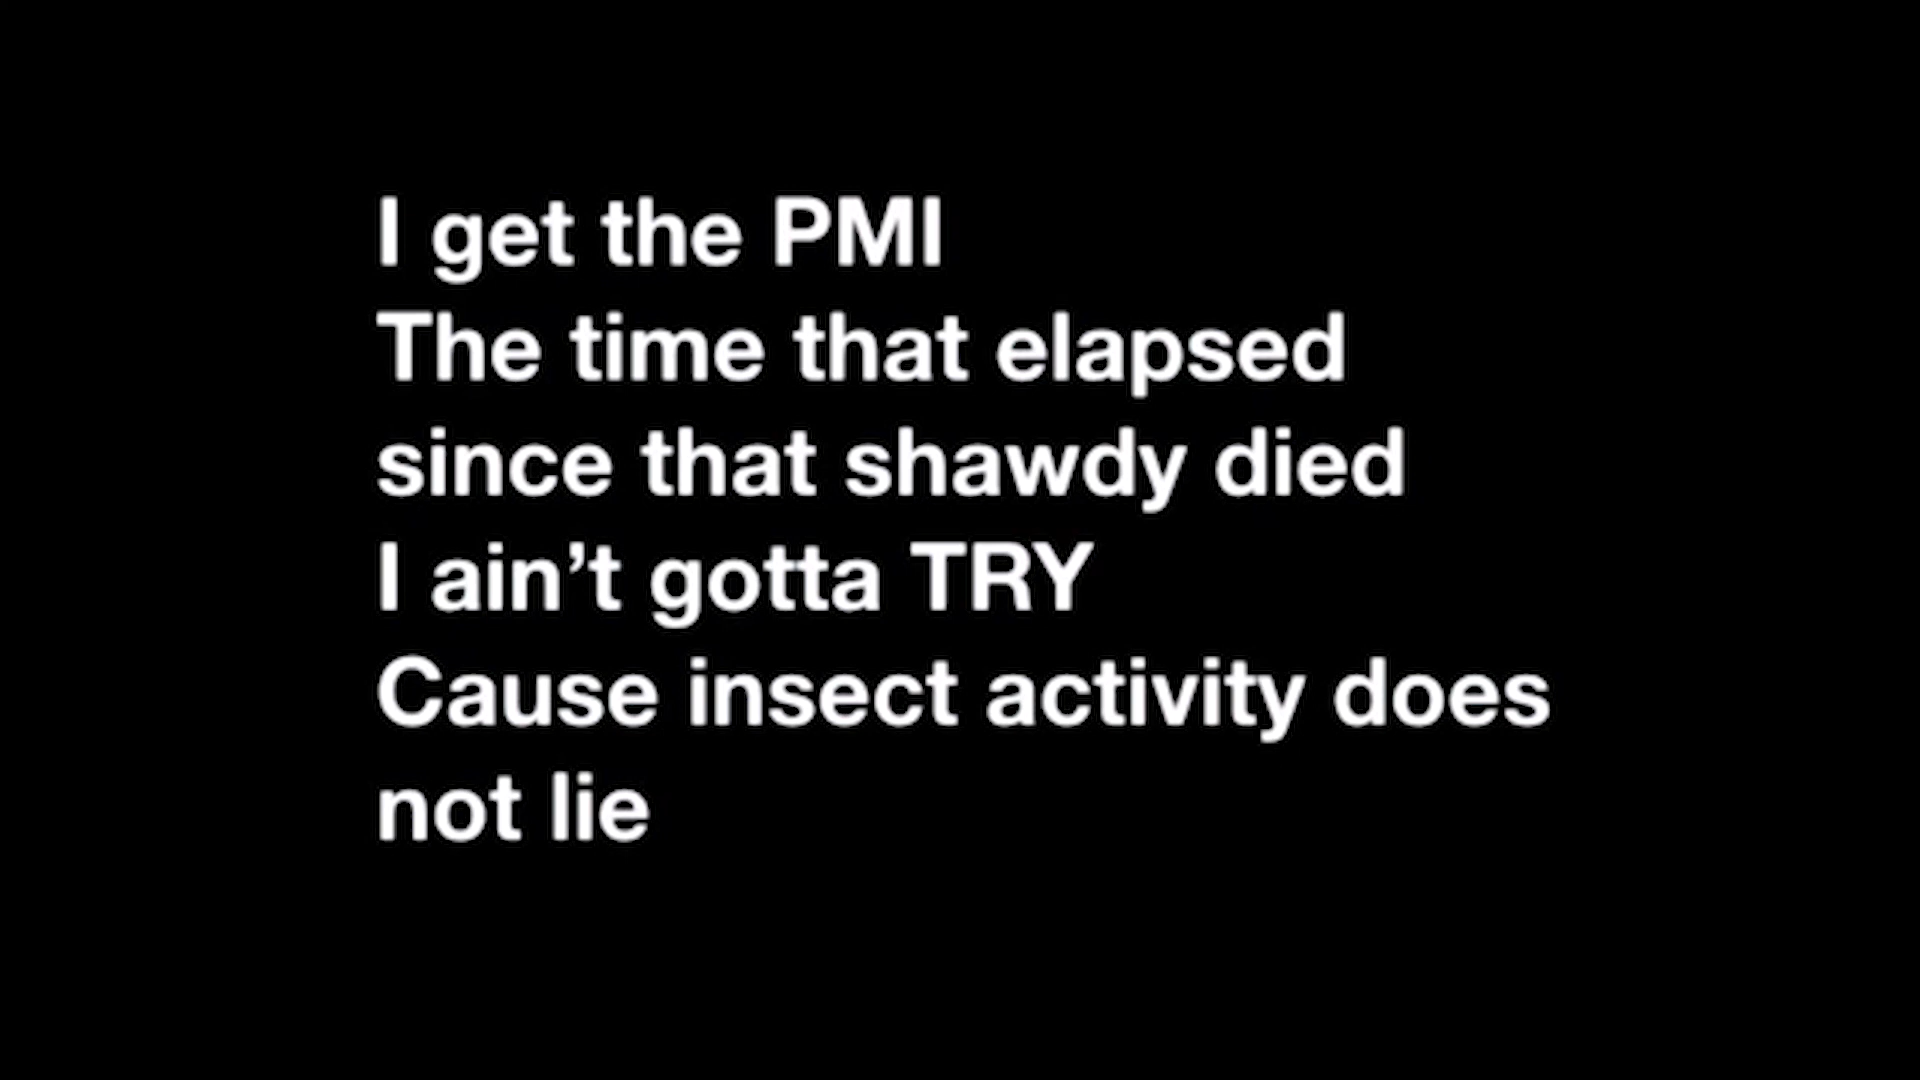 I get the PMI
The time that elapsed
since that shawdy died
I ain’t gotta TRY
Cause insect activity does
not lie